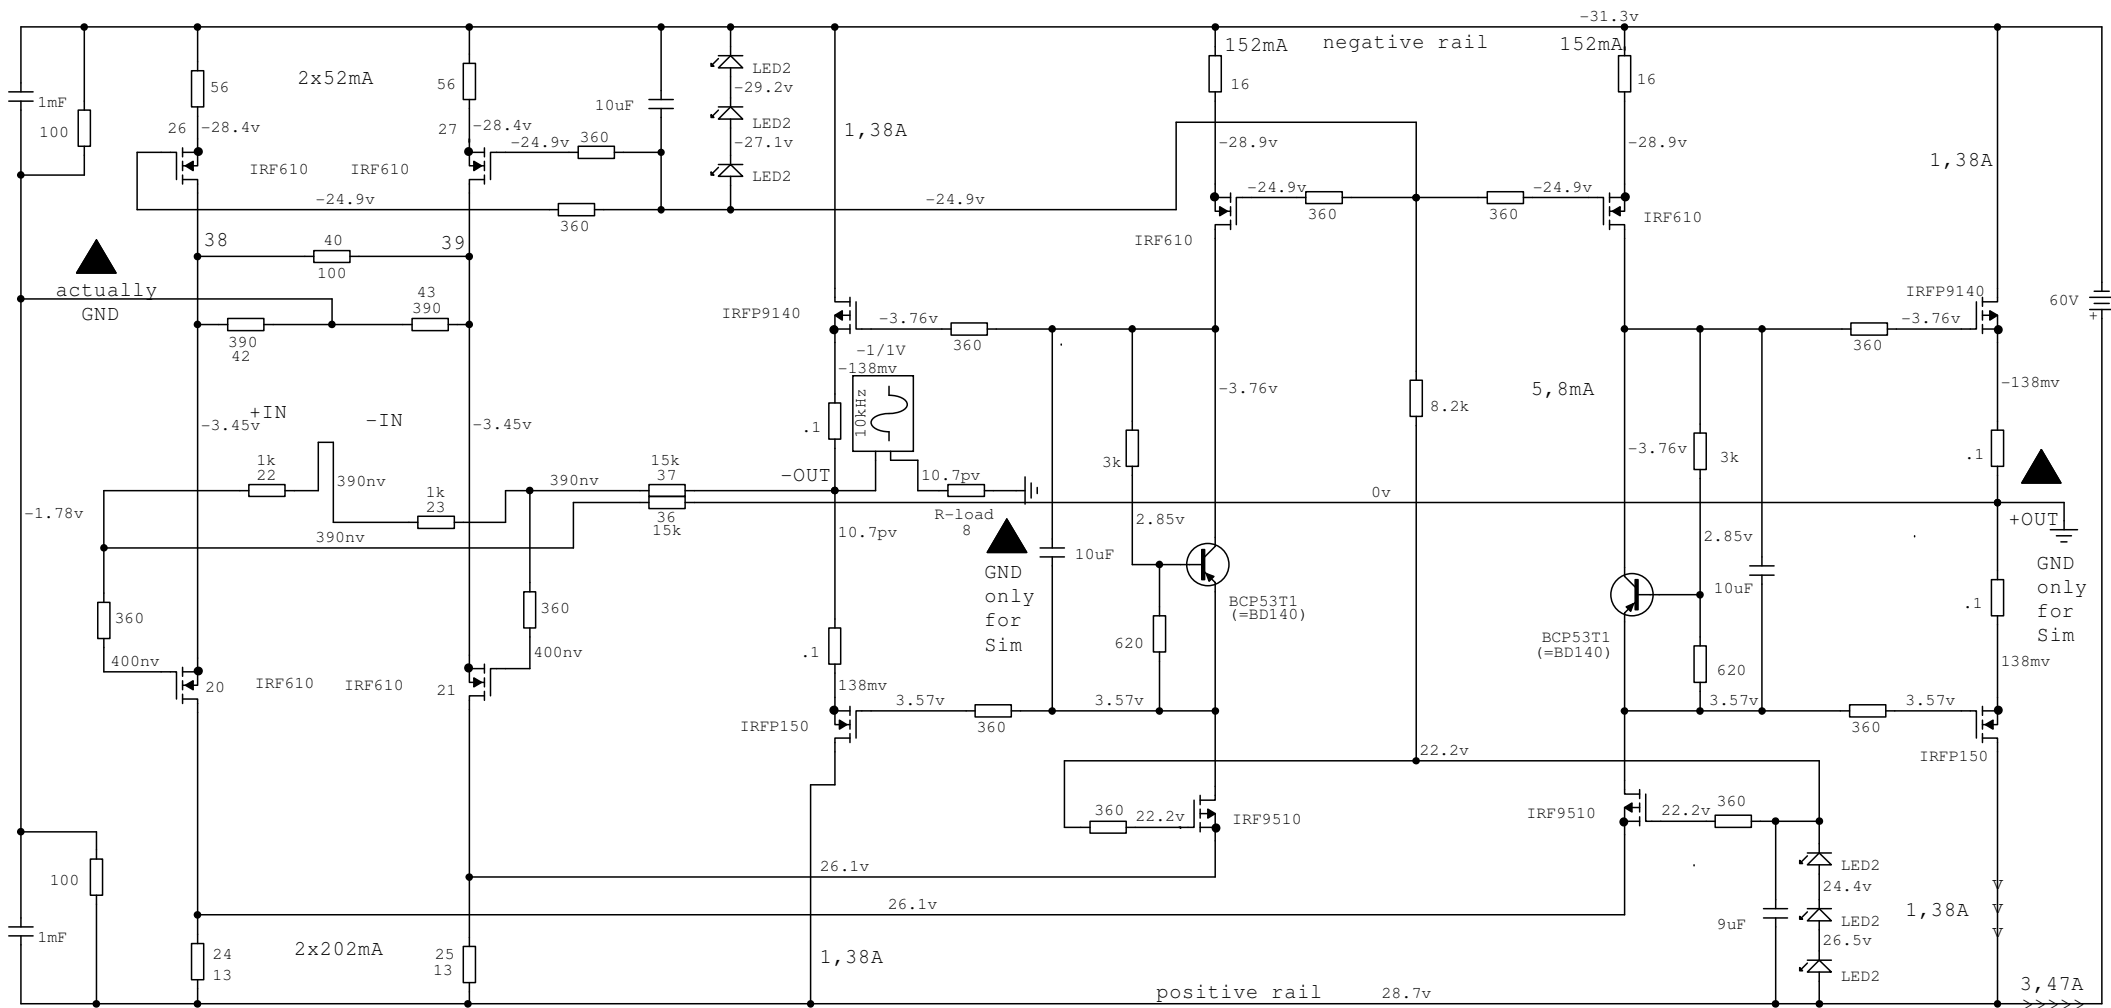 -31.3v
152mA
negative rail
152mA
2x52mA
LED2
-29.2v
56
56
16
16
1mF
10uF
LED2
-27.1v
100
26
-28.4v
27
-28.4v
-24.9v
360
1,38A
-28.9v
-28.9v
1,38A
IRF610
IRF610
LED2
-24.9v
360
-24.9v
-24.9v
360
360
-24.9v
IRF610
IRF610
38
40
39
100
actually
GND
43
390
390
42
IRFP9140
-3.76v
360
IRFP9140
-3.76v
360
60V
+
-1/1V
-138mv
10kHz
-3.76v
5,8mA
-138mv
8.2k
+IN
-IN
-3.45v
-3.45v
.1
3k
-3.76v
3k
.1
1k
22
390nv
1k
23
390nv
15k
37
-OUT
10.7pv
R-load
8
0v
36
15k
-1.78v
390nv
10.7pv
2.85v
2.85v
+OUT
10uF
10uF
GND
only
for
Sim
GND
only
for
Sim
360
360
BCP53T1
(=BD140)
BCP53T1
(=BD140)
.1
.1
620
620
400nv
400nv
20
IRF610
IRF610
21
138mv
138mv
3.57v
360
3.57v
3.57v
360
3.57v
IRFP150
IRFP150
22.2v
360
22.2v
IRF9510
IRF9510
22.2v
360
26.1v
LED2
24.4v
100
26.1v
LED2
26.5v
1,38A
V
V
V
1mF
2x202mA
24
13
25
13
9uF
1,38A
LED2
positive rail
28.7v
3,47A
>>>>>